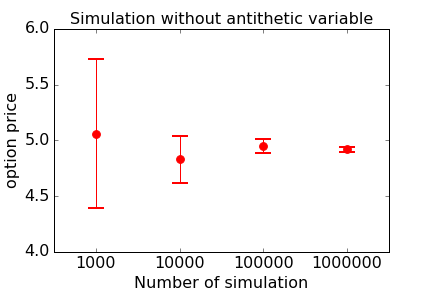 Simulation without antithetic variable
6.0
5.5
5.0
4.5
4.0
option price
1000 10000 100000 1000000
Number of simulation